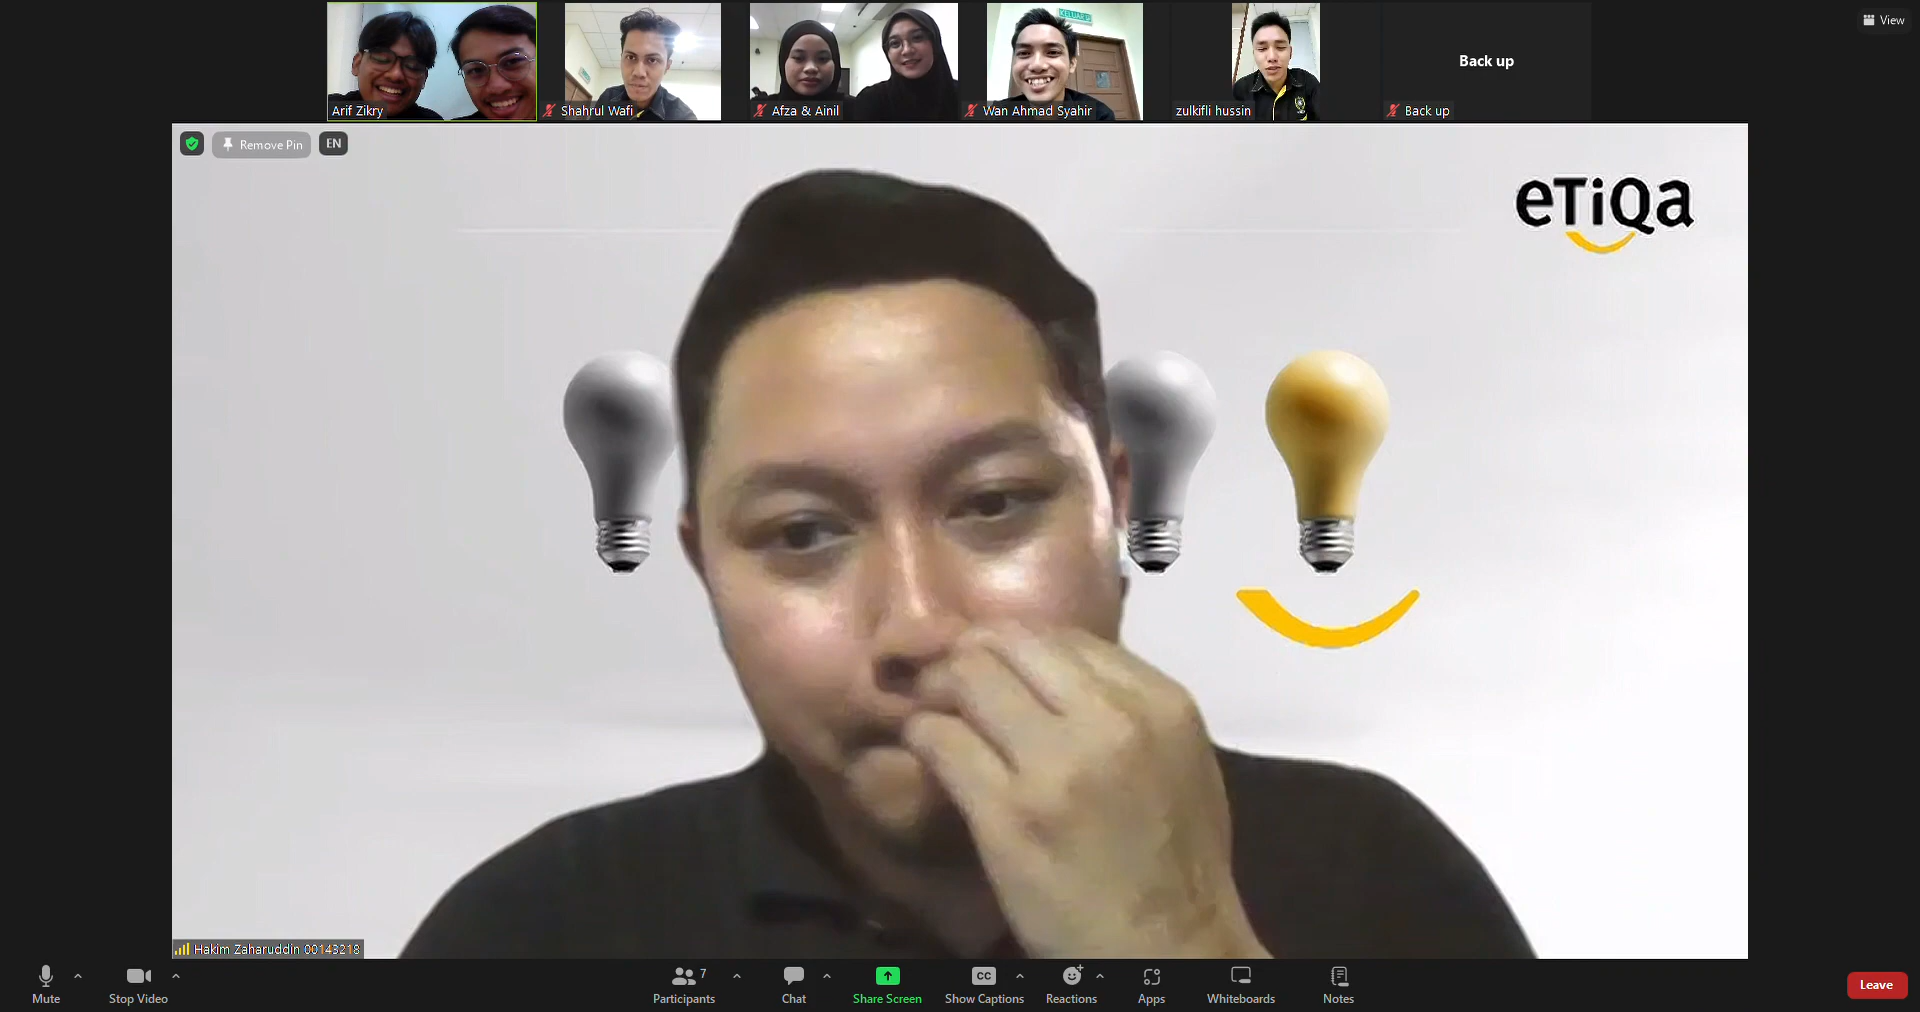 View
Arif Zikry
Shahrul Wafi
Afza & Ainil
KELUAR
Wan Ahmad Syahir
zulkifli hussin
Back up
Back up
Remove Pin
EN
eTiQa
Hakim Zaharuddin 00143218
Mute
Stop Video
Participants
7
Chat
Share Screen
CC
Show Captions
Reactions
Apps
Whiteboards
Notes
Leave